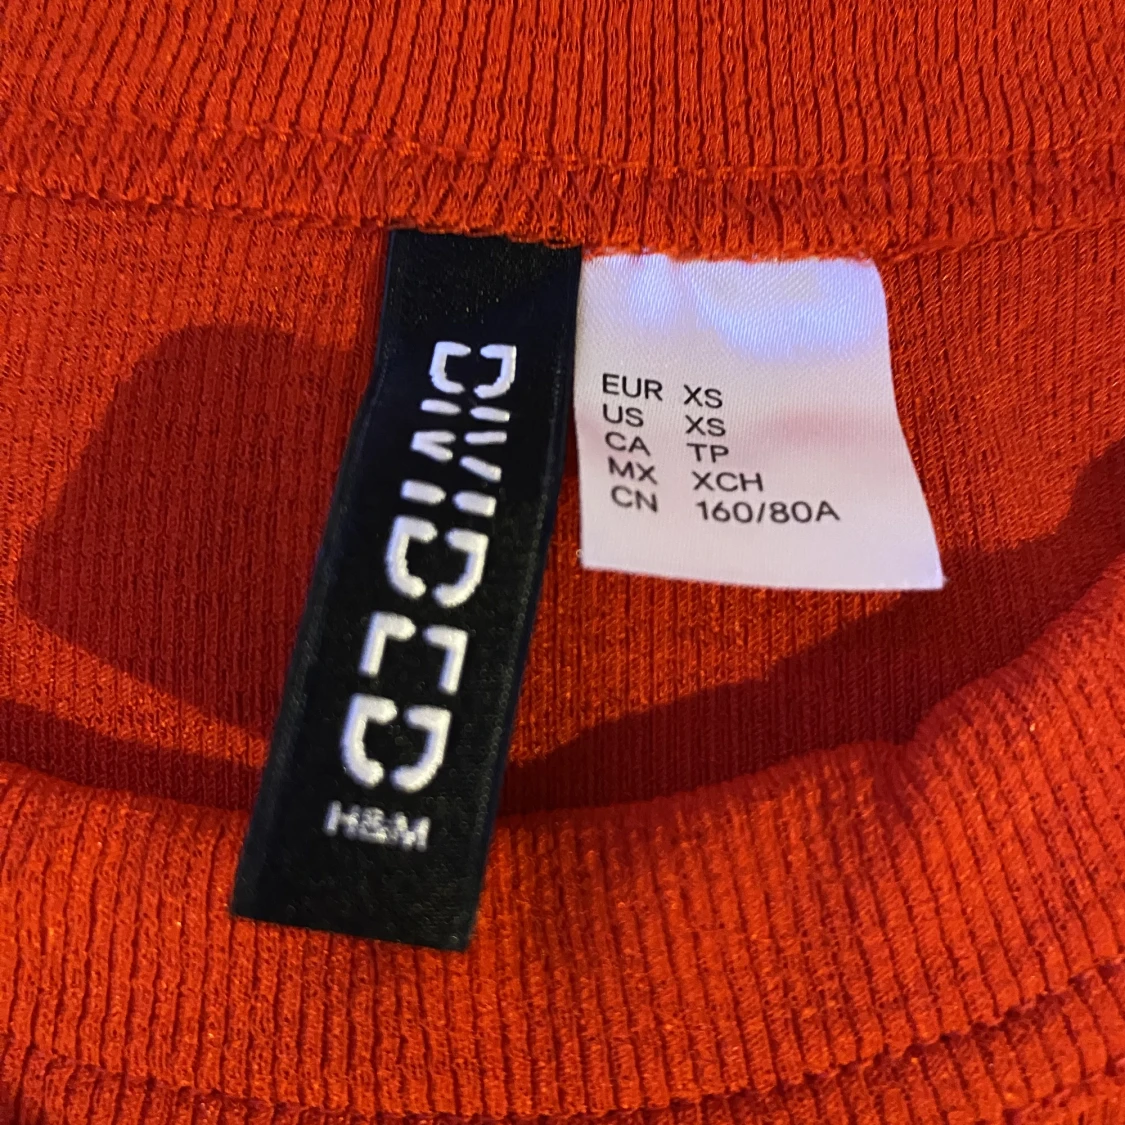 DIVIDED
H&M
EUR XS
US XS
CA TP
MX XCH
CN 160/80A